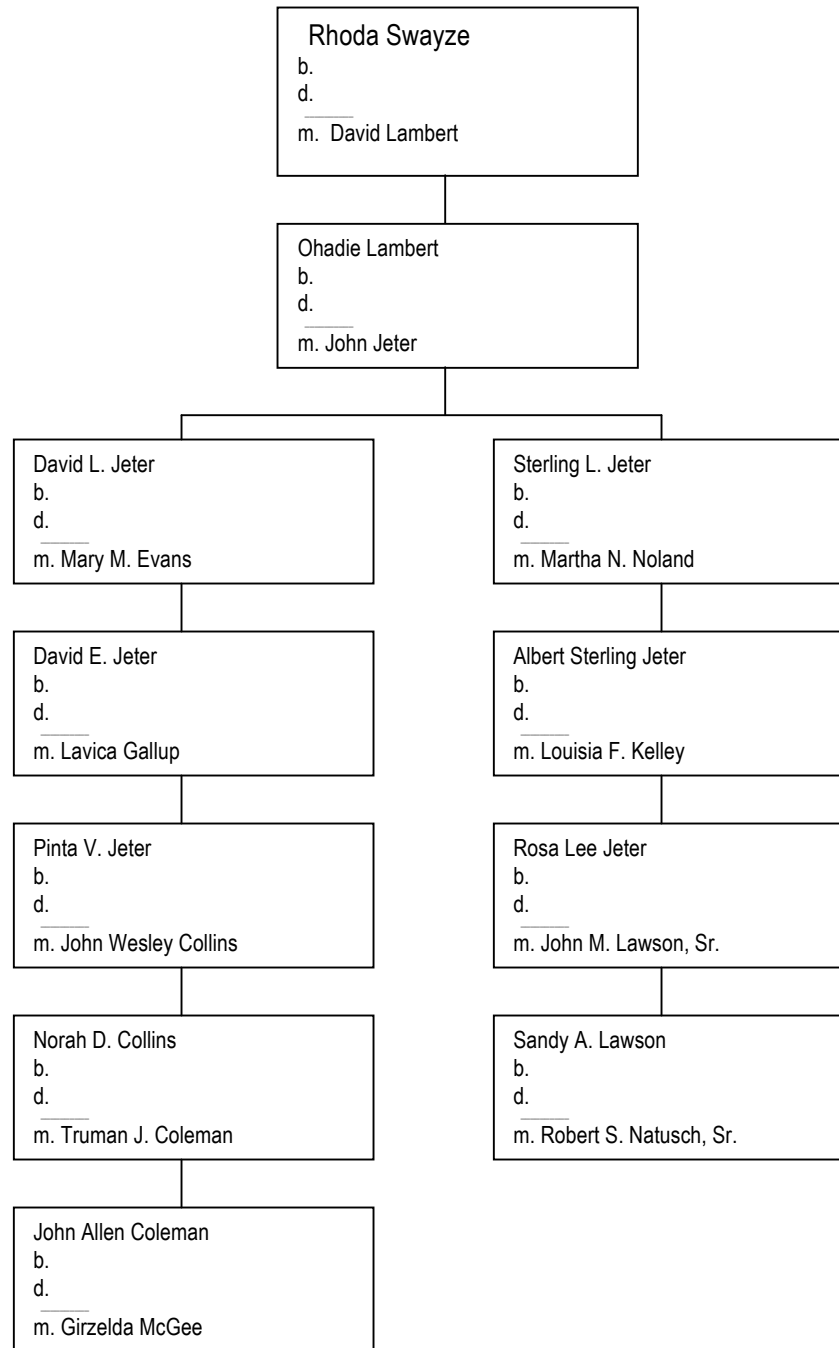 Rhoda Swayze
b.
d.
m. David Lambert
Ohadie Lambert
b.
d.
m. John Jeter
David L. Jeter
b.
d.
m. Mary M. Evans
Sterling L. Jeter
b.
d.
m. Martha N. Noland
David E. Jeter
b.
d.
m. Lavica Gallup
Albert Sterling Jeter
b.
d.
m. Louisia F. Kelley
Pinta V. Jeter
b.
d.
m. John Wesley Collins
Rosa Lee Jeter
b.
d.
m. John M. Lawson, Sr.
Norah D. Collins
b.
d.
m. Truman J. Coleman
Sandy A. Lawson
b.
d.
m. Robert S. Natusch, Sr.
John Allen Coleman
b.
d.
m. Girzelda McGee